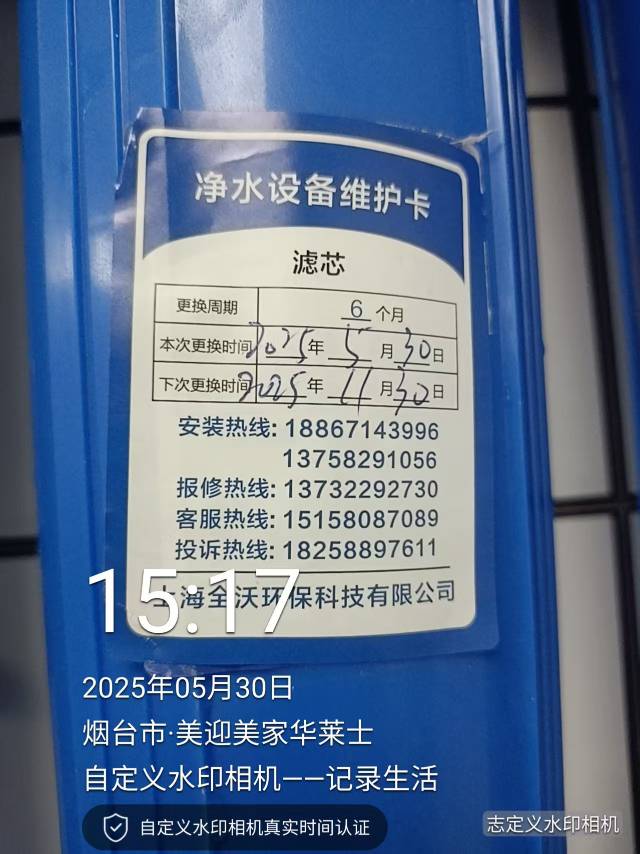 净水设备维护卡
滤芯
更换周期 6 个月
本次更换时间 2025 年 5 月 30 日
下次更换时间 2025 年 11 月 30 日
安装热线: 18867143996
13758291056
报修热线: 13732292730
客服热线: 15158087089
投诉热线: 18258897611
上海全沃环保科技有限公司
15:17
2025年05月30日
烟台市·美迎美家华莱士
自定义水印相机——记录生活
自定义水印相机真实时间认证
志定义水印相机